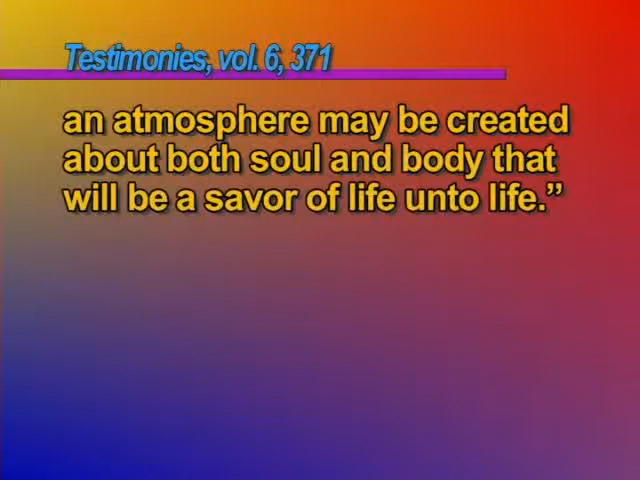 Testimonies, vol. 6, 371
an atmosphere may be created
about both soul and body that
will be a savor of life unto life.”